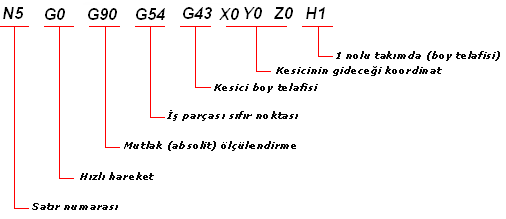 N5 G0 G90 G54 G43 X0 Y0 Z0 H1
1 nolu takımda (boy telafisi)
Kesicinin gideceği koordinat
Kesici boy telafisi
İş parçası sıfır noktası
Mutlak (absolit) ölçülendirme
Hızlı hareket
Satır numarası